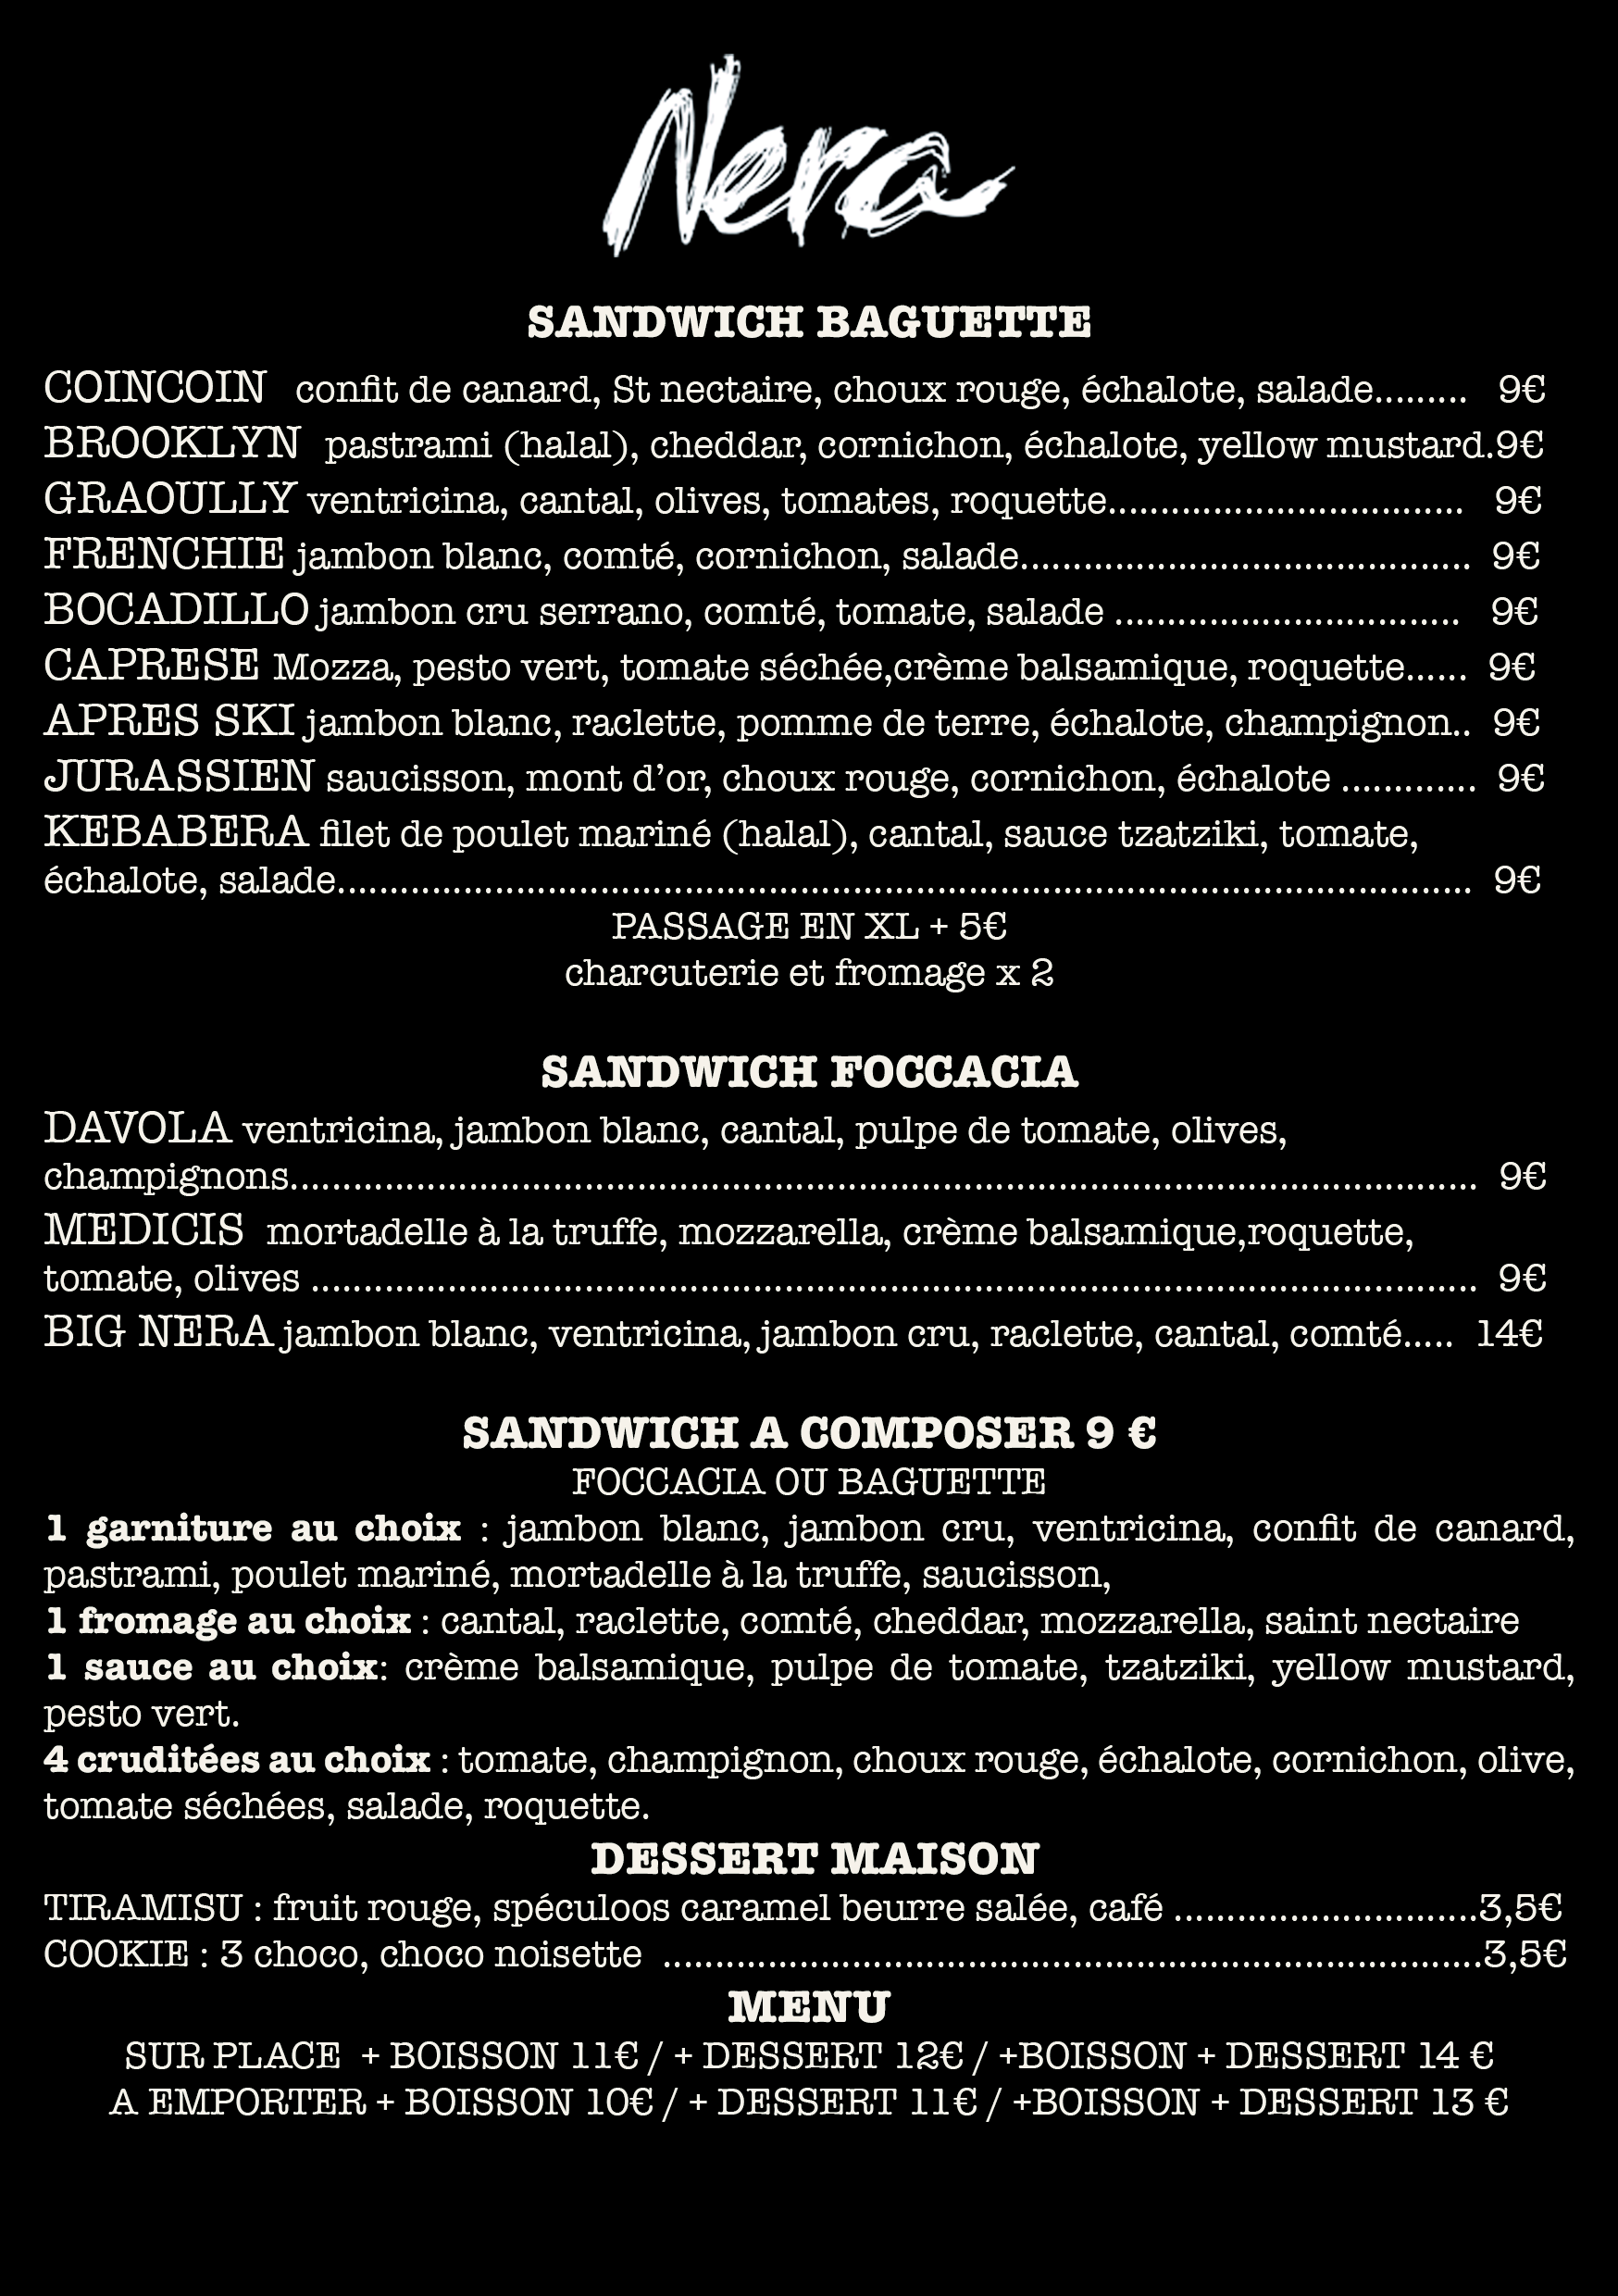 Nera
SANDWICH BAGUETTE
COINCOIN confit de canard, St nectaire, choux rouge, échalote, salade......... 9€
BROOKLYN pastrami (halal), cheddar, cornichon, échalote, yellow mustard.9€
GRAOULLY ventricina, cantal, olives, tomates, roquette.................................. 9€
FRENCHIE jambon blanc, comté, cornichon, salade........................................... 9€
BOCADILLO jambon cru serrano, comté, tomate, salade ................................. 9€
CAPRESE Mozza, pesto vert, tomate séchée,crème balsamique, roquette...... 9€
APRES SKI jambon blanc, raclette, pomme de terre, échalote, champignon.. 9€
JURASSIEN saucisson, mont d’or, choux rouge, cornichon, échalote ............. 9€
KEBABERA filet de poulet mariné (halal), cantal, sauce tzatziki, tomate,
échalote, salade............................................................................................................ 9€
PASSAGE EN XL + 5€
charcuterie et fromage x 2
SANDWICH FOCCACIA
DAVOLA ventricina, jambon blanc, cantal, pulpe de tomate, olives,
champignons................................................................................................................. 9€
MEDICIS mortadelle à la truffe, mozzarella, crème balsamique,roquette,
tomate, olives ............................................................................................................... 9€
BIG NERA jambon blanc, ventricina, jambon cru, raclette, cantal, comté..... 14€
SANDWICH A COMPOSER 9 €
FOCCACIA OU BAGUETTE
1 garniture au choix : jambon blanc, jambon cru, ventricina, confit de canard,
pastrami, poulet mariné, mortadelle à la truffe, saucisson,
1 fromage au choix : cantal, raclette, comté, cheddar, mozzarella, saint nectaire
1 sauce au choix: crème balsamique, pulpe de tomate, tzatziki, yellow mustard,
pesto vert.
4 cruditées au choix : tomate, champignon, choux rouge, échalote, cornichon, olive,
tomate séchées, salade, roquette.
DESSERT MAISON
TIRAMISU : fruit rouge, spéculoos caramel beurre salée, café .............................3,5€
COOKIE : 3 choco, choco noisette ..............................................................................3,5€
MENU
SUR PLACE + BOISSON 11€ / + DESSERT 12€ / +BOISSON + DESSERT 14 €
A EMPORTER + BOISSON 10€ / + DESSERT 11€ / +BOISSON + DESSERT 13 €